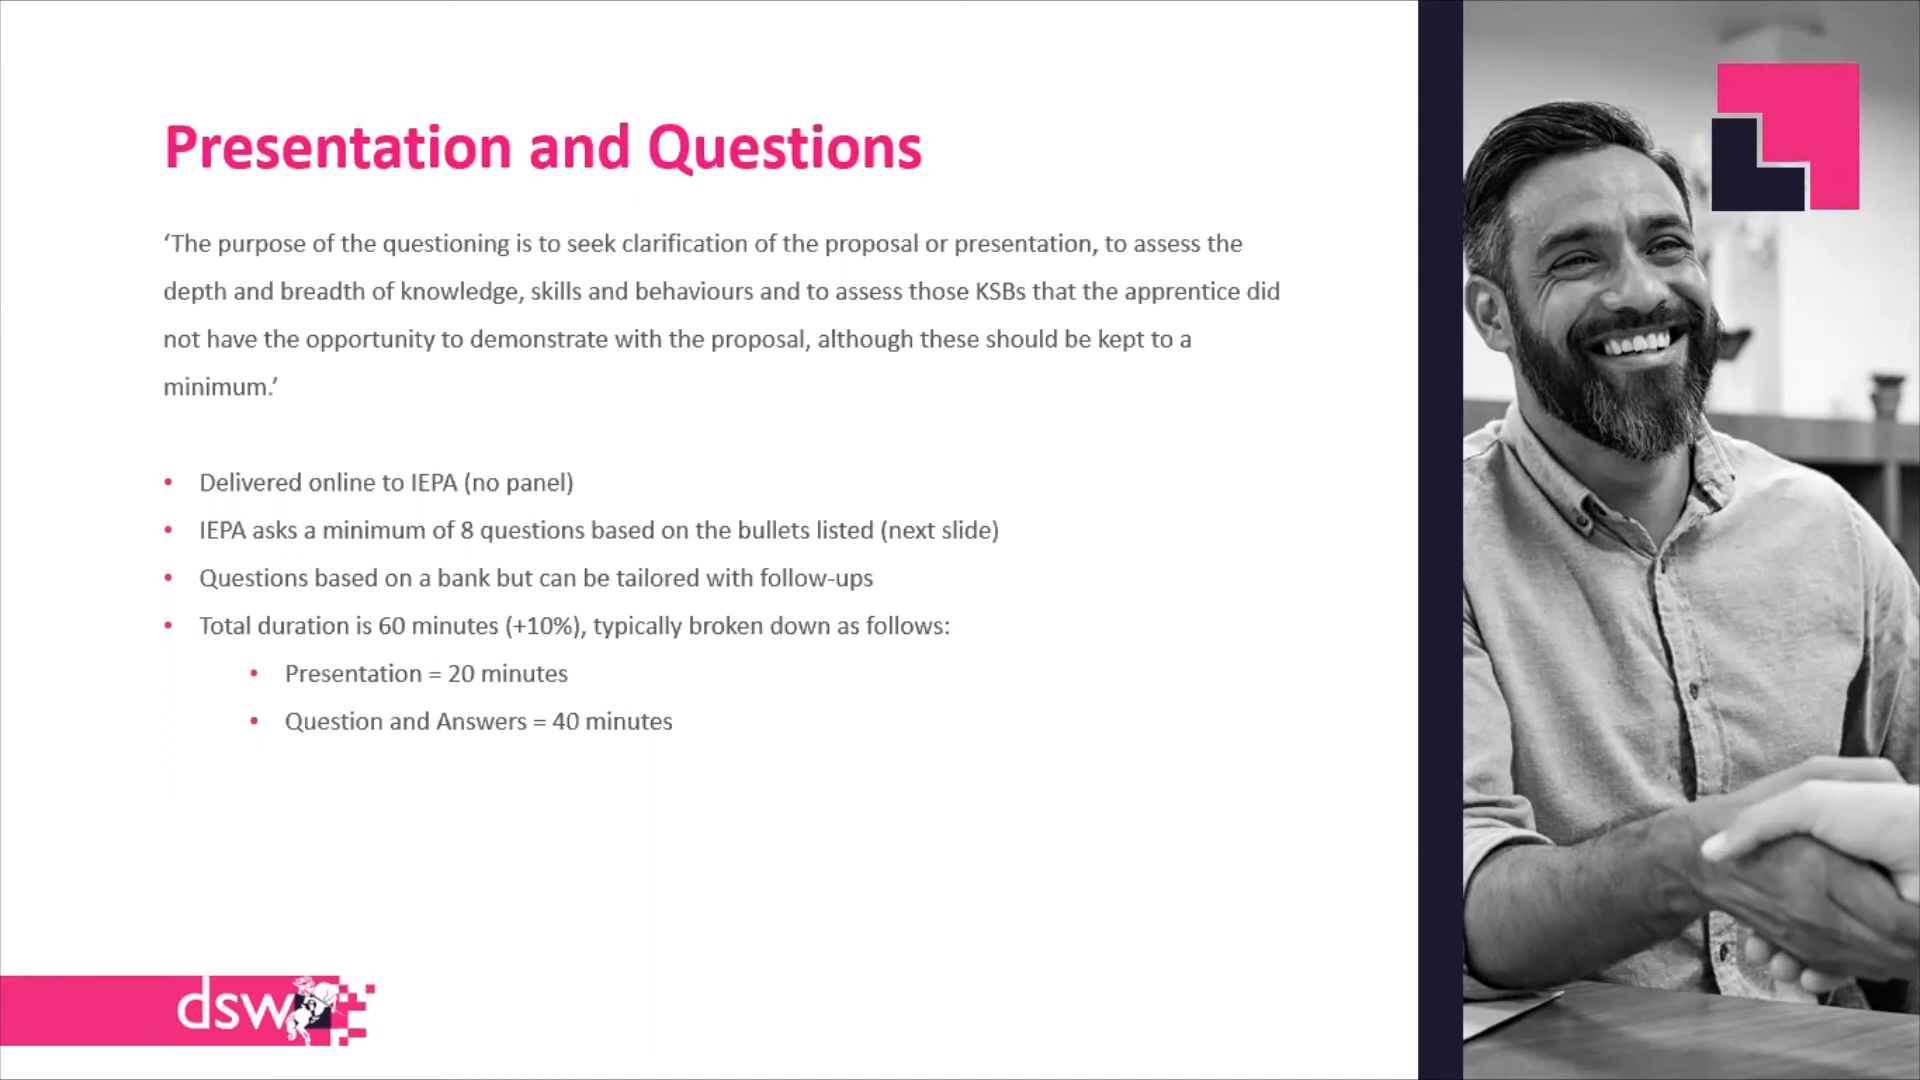 Presentation and Questions
‘The purpose of the questioning is to seek clarification of the proposal or presentation, to assess the
depth and breadth of knowledge, skills and behaviours and to assess those KSBs that the apprentice did
not have the opportunity to demonstrate with the proposal, although these should be kept to a
minimum.’
• Delivered online to IEPA (no panel)
• IEPA asks a minimum of 8 questions based on the bullets listed (next slide)
• Questions based on a bank but can be tailored with follow-ups
• Total duration is 60 minutes (+10%), typically broken down as follows:
• Presentation = 20 minutes
• Question and Answers = 40 minutes
dsw